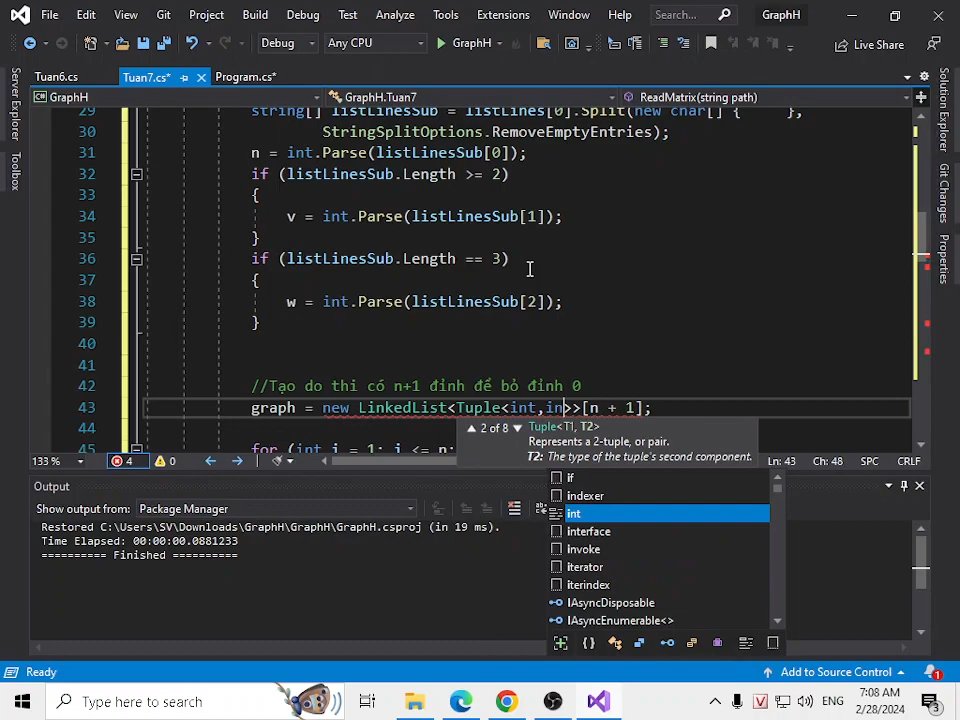 File Edit View Git Project Build Debug Test Analyze Tools Extensions Window Help Search... GraphH
Debug Any CPU GraphH Live Share
Tuan6.cs Tuan7.cs* Program.cs*
GraphH GraphH.Tuan7 ReadMatrix(string path)
Server Explorer
Toolbox
Solution Explorer
Git Changes
Properties
29 string[] listLinesSub = listLines[0].Split(new char[] { },
30 StringSplitOptions.RemoveEmptyEntries);
31 n = int.Parse(listLinesSub[0]);
32 if (listLinesSub.Length >= 2)
33 {
34 v = int.Parse(listLinesSub[1]);
35 }
36 if (listLinesSub.Length == 3)
37 {
38 w = int.Parse(listLinesSub[2]);
39 }
40
41
42 //Tạo do thi có n+1 đỉnh để bỏ đỉnh 0
43 graph = new LinkedList<Tuple<int,in>>[n + 1];
2 of 8 Tuple<T1, T2>
Represents a 2-tuple, or pair.
T2: The type of the tuple's second component.
45 for (int i = 1; i <= n;
133 % 4 0 Ln: 43 Ch: 48 SPC CRLF
if
indexer
int
interface
invoke
iterator
iterindex
IAsyncDisposable
IAsyncEnumerable<>
Output
Show output from: Package Manager
Restored C:\Users\SV\Downloads\GraphH\GraphH\GraphH.csproj (in 19 ms).
Time Elapsed: 00:00:00.0881233
========== Finished ==========
Ready Add to Source Control 1
Type here to search ENG 7:08 AM
2/28/2024 3